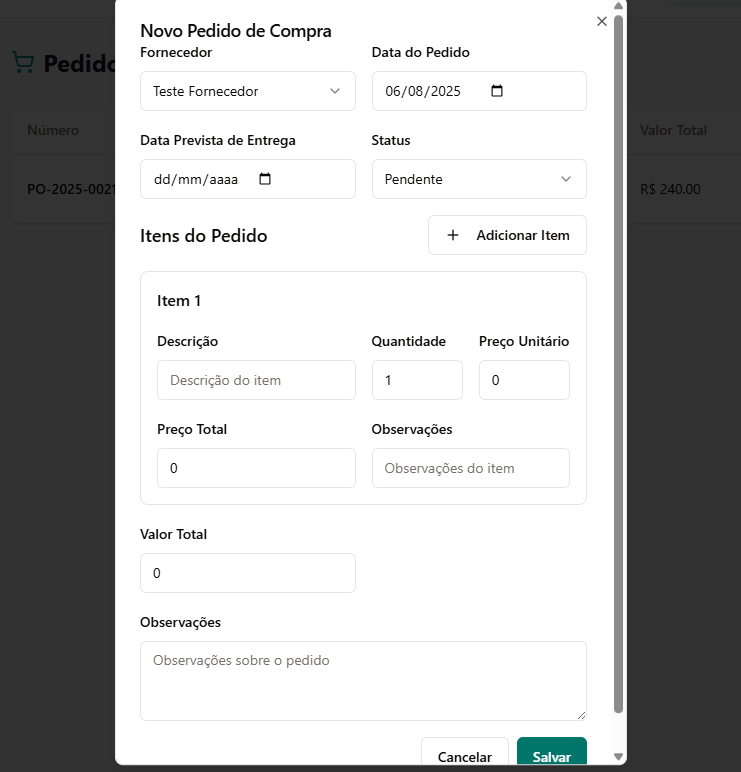 Novo Pedido de Compra
Fornecedor Data do Pedido
Teste Fornecedor 06/08/2025
Pedido
Número Valor Total
Data Prevista de Entrega Status
dd/mm/aaaa Pendente
PO-2025-0021 R$ 240.00
Itens do Pedido + Adicionar Item
Item 1
Descrição Quantidade Preço Unitário
Descrição do item 1 0
Preço Total Observações
0 Observações do item
Valor Total
0
Observações
Observações sobre o pedido
Cancelar Salvar